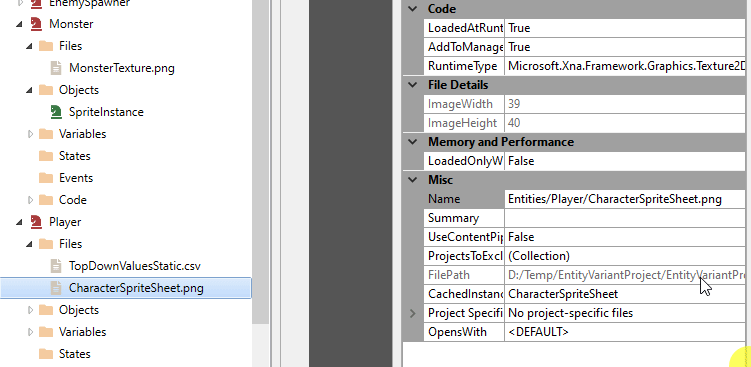 EnemySpawner
Monster
Files
MonsterTexture.png
Objects
SpriteInstance
Variables
States
Events
Code
Player
Files
TopDownValuesStatic.csv
CharacterSpriteSheet.png
Objects
Variables
States
Code
LoadedAtRunt True
AddToManage True
RuntimeType Microsoft.Xna.Framework.Graphics.Texture2D
File Details
ImageWidth 39
ImageHeight 40
Memory and Performance
LoadedOnlyW False
Misc
Name Entities/Player/CharacterSpriteSheet.png
Summary
UseContentPip False
ProjectsToExcl (Collection)
FilePath D:/Temp/EntityVariantProject/EntityVariantPro
CachedInstanc CharacterSpriteSheet
Project Specifi No project-specific files
OpensWith <DEFAULT>